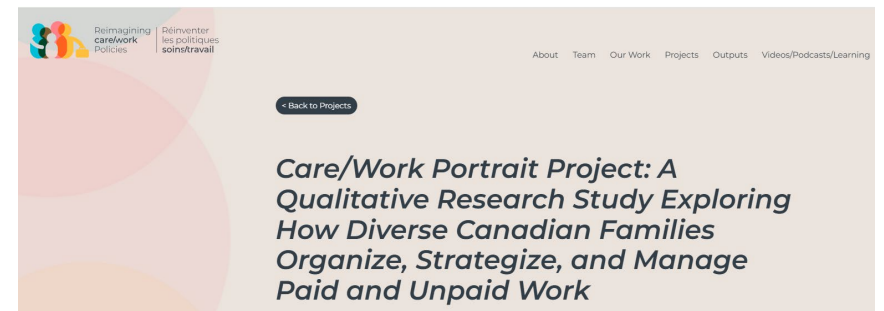 Reimagining
care/work
Policies
Réinventer
les politiques
soins/travail
About Team Our Work Projects Outputs Videos/Podcasts/Learning
< Back to Projects
Care/Work Portrait Project: A
Qualitative Research Study Exploring
How Diverse Canadian Families
Organize, Strategize, and Manage
Paid and Unpaid Work